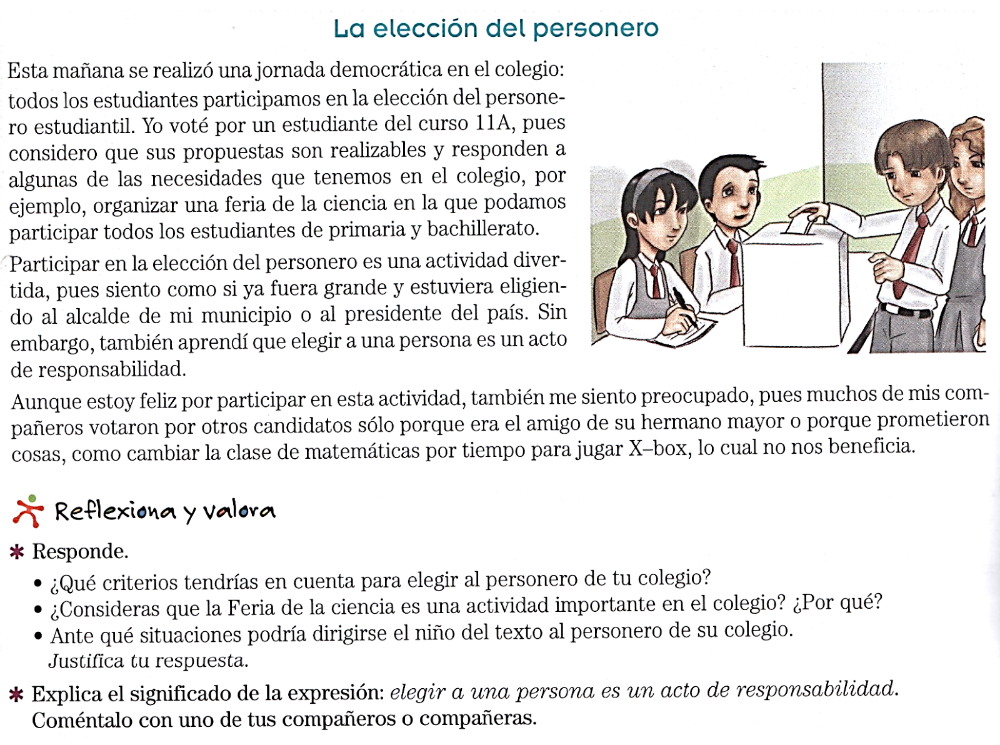 La elección del personero
Esta mañana se realizó una jornada democrática en el colegio:
todos los estudiantes participamos en la elección del persone-
ro estudiantil. Yo voté por un estudiante del curso 11A, pues
considero que sus propuestas son realizables y responden a
algunas de las necesidades que tenemos en el colegio, por
ejemplo, organizar una feria de la ciencia en la que podamos
participar todos los estudiantes de primaria y bachillerato.
Participar en la elección del personero es una actividad diver-
tida, pues siento como si ya fuera grande y estuviera eligien-
do al alcalde de mi municipio o al presidente del país. Sin
embargo, también aprendí que elegir a una persona es un acto
de responsabilidad.
Aunque estoy feliz por participar en esta actividad, también me siento preocupado, pues muchos de mis com-
pañeros votaron por otros candidatos sólo porque era el amigo de su hermano mayor o porque prometieron
cosas, como cambiar la clase de matemáticas por tiempo para jugar X–box, lo cual no nos beneficia.
Reflexiona y valora
* Responde.
• ¿Qué criterios tendrías en cuenta para elegir al personero de tu colegio?
• ¿Consideras que la Feria de la ciencia es una actividad importante en el colegio? ¿Por qué?
• Ante qué situaciones podría dirigirse el niño del texto al personero de su colegio.
Justifica tu respuesta.
* Explica el significado de la expresión: elegir a una persona es un acto de responsabilidad.
Coméntalo con uno de tus compañeros o compañeras.